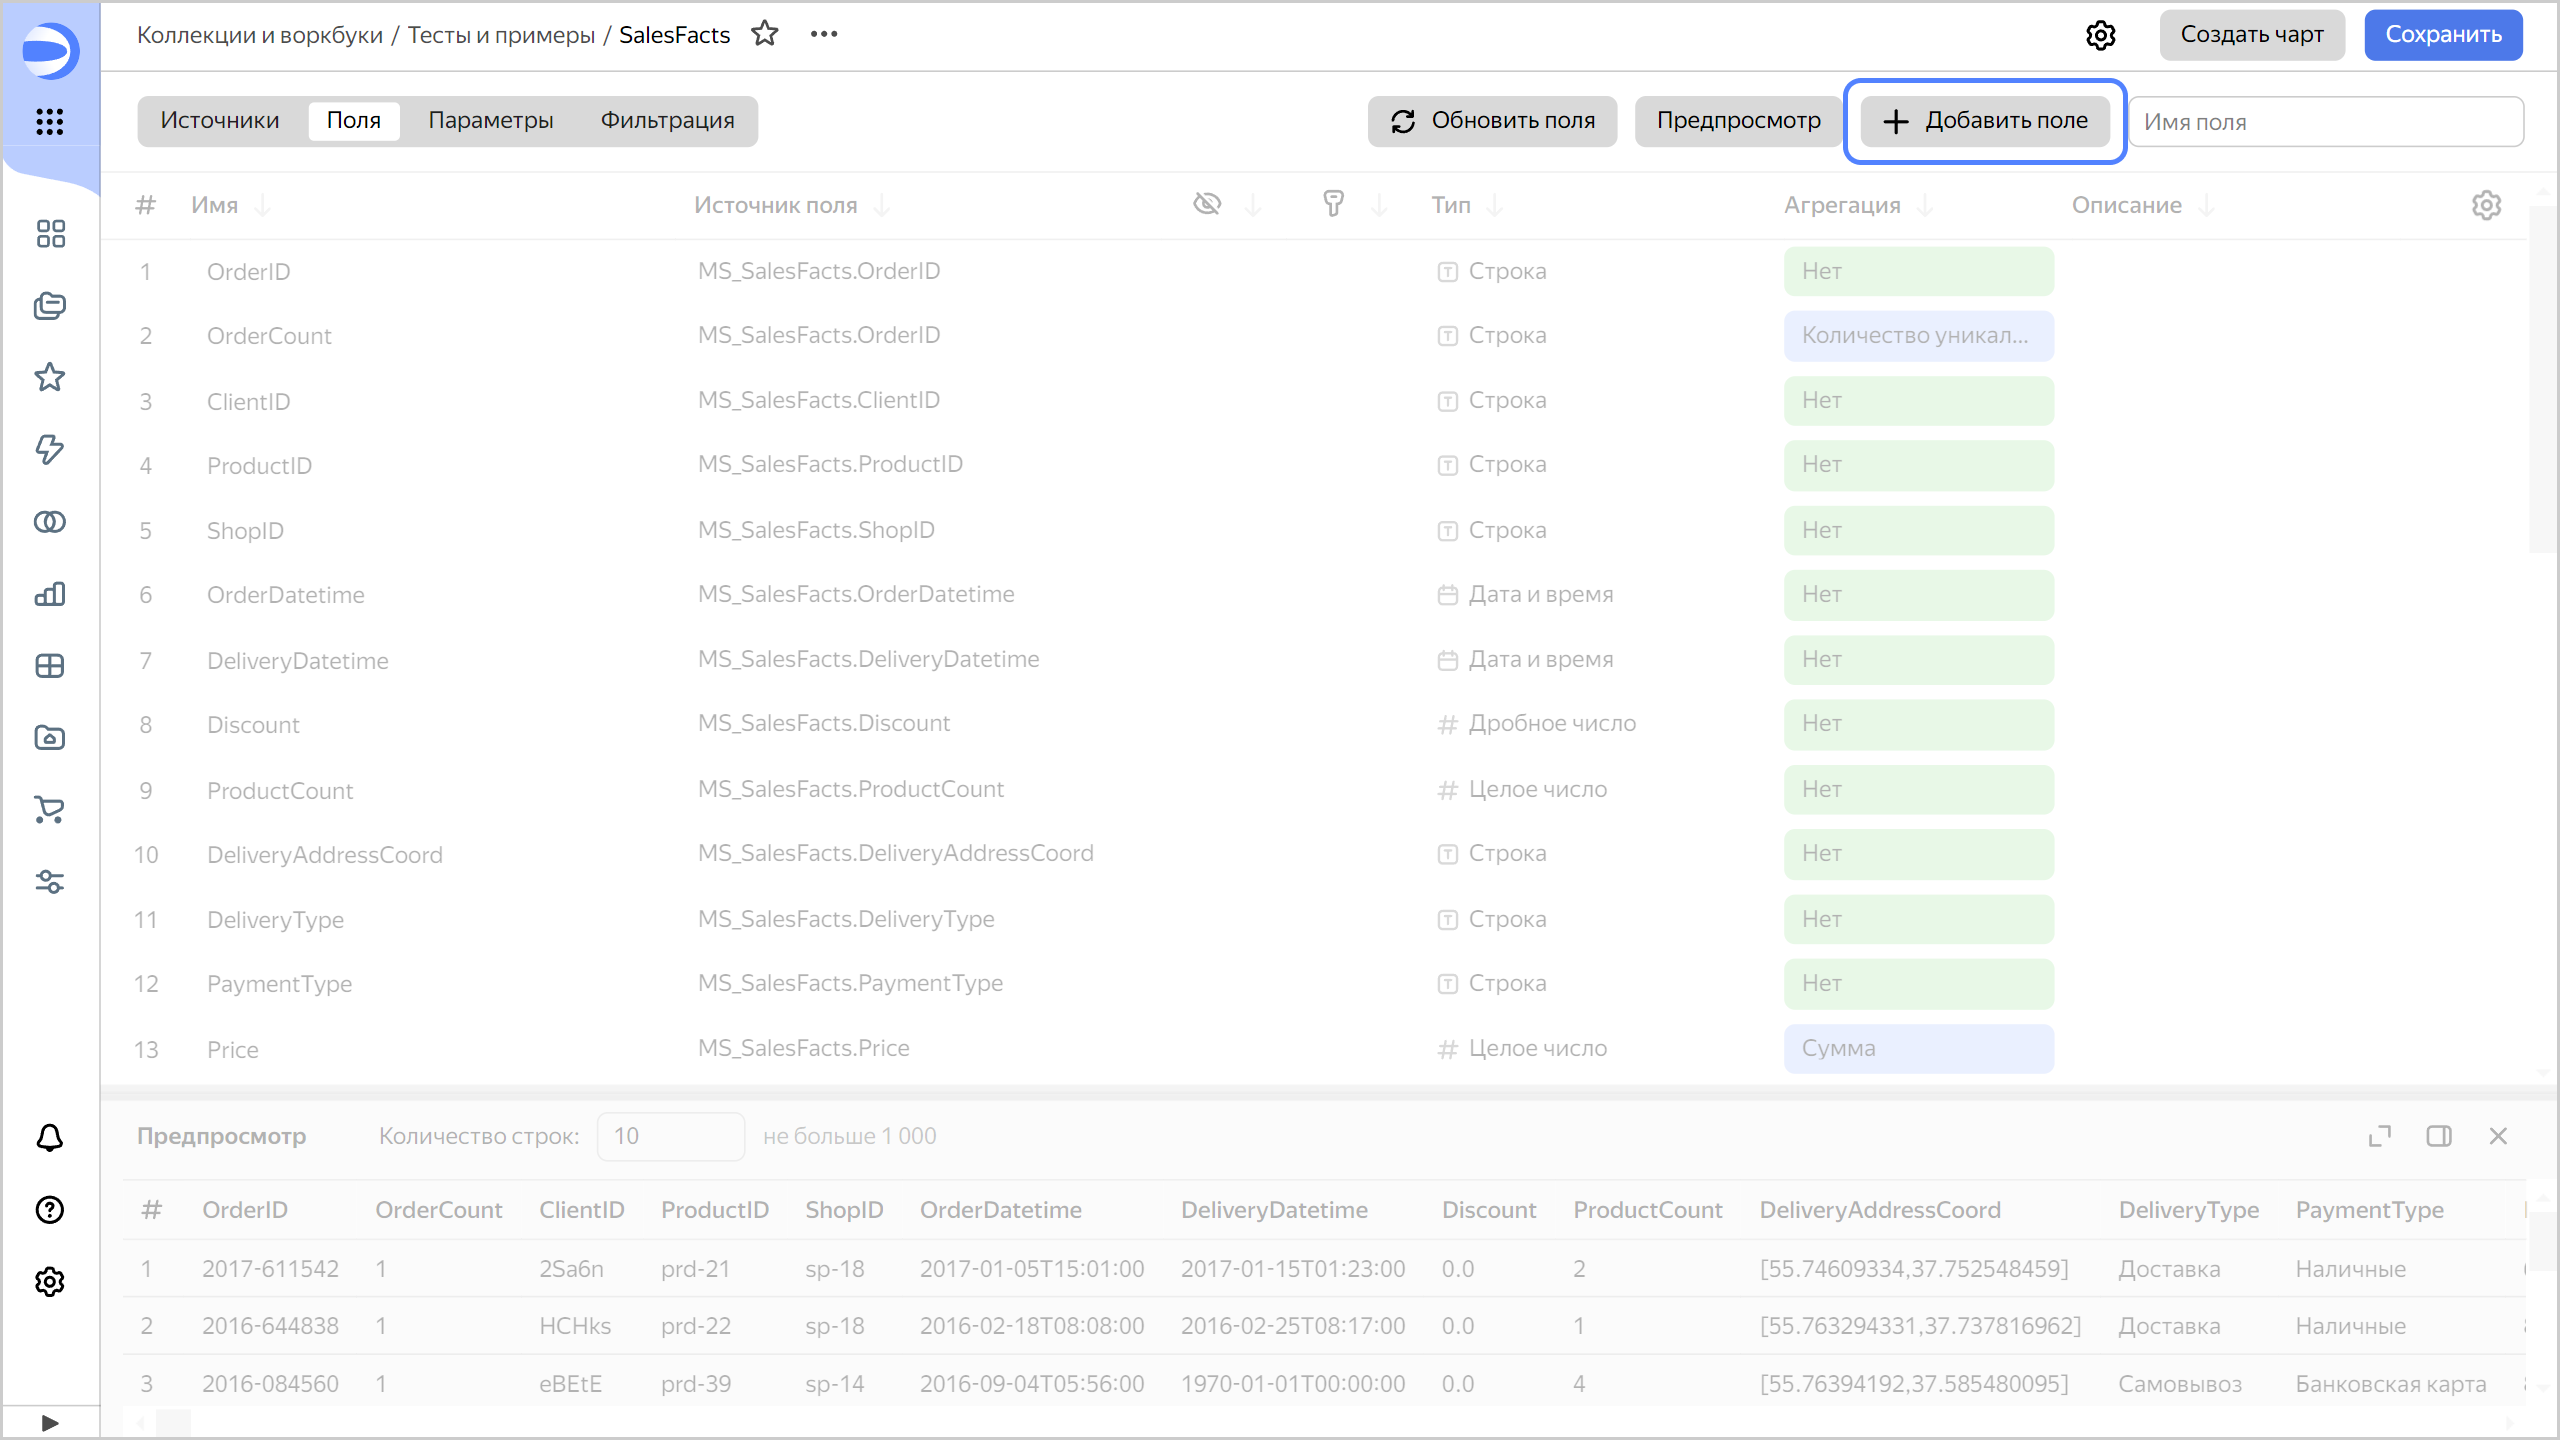 Коллекции и воркбуки / Тесты и примеры / SalesFacts
Создать чарт
Сохранить
Источники Поля Параметры Фильтрация
Обновить поля Предпросмотр Добавить поле Имя поля
# Имя Источник поля Тип Агрегация Описание
1 OrderID MS_SalesFacts.OrderID Строка Нет
2 OrderCount MS_SalesFacts.OrderID Строка Количество уникал...
3 ClientID MS_SalesFacts.ClientID Строка Нет
4 ProductID MS_SalesFacts.ProductID Строка Нет
5 ShopID MS_SalesFacts.ShopID Строка Нет
6 OrderDatetime MS_SalesFacts.OrderDatetime Дата и время Нет
7 DeliveryDatetime MS_SalesFacts.DeliveryDatetime Дата и время Нет
8 Discount MS_SalesFacts.Discount Дробное число Нет
9 ProductCount MS_SalesFacts.ProductCount Целое число Нет
10 DeliveryAddressCoord MS_SalesFacts.DeliveryAddressCoord Строка Нет
11 DeliveryType MS_SalesFacts.DeliveryType Строка Нет
12 PaymentType MS_SalesFacts.PaymentType Строка Нет
13 Price MS_SalesFacts.Price Целое число Сумма
Предпросмотр Количество строк: 10 не больше 1 000
# OrderID OrderCount ClientID ProductID ShopID OrderDatetime DeliveryDatetime Discount ProductCount DeliveryAddressCoord DeliveryType PaymentType
1 2017-611542 1 2Sa6n prd-21 sp-18 2017-01-05T15:01:00 2017-01-15T01:23:00 0.0 2 [55.74609334,37.752548459] Доставка Наличные
2 2016-644838 1 HCHks prd-22 sp-18 2016-02-18T08:08:00 2016-02-25T08:17:00 0.0 1 [55.763294331,37.737816962] Доставка Наличные
3 2016-084560 1 eBEtE prd-39 sp-14 2016-09-04T05:56:00 1970-01-01T00:00:00 0.0 4 [55.76394192,37.585480095] Самовывоз Банковская карта